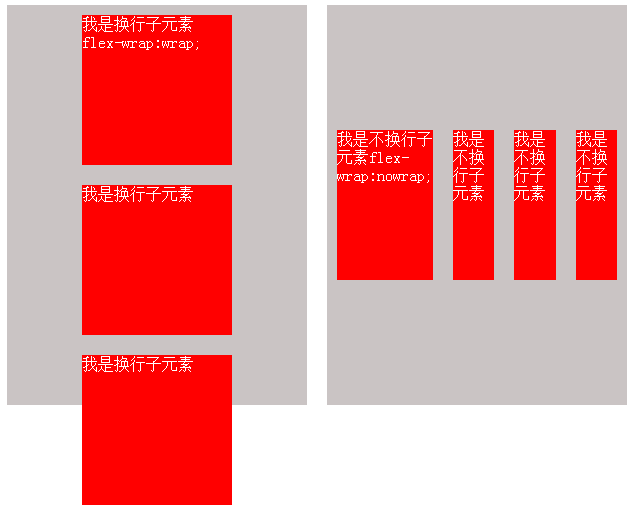 我是换行子元素
flex-wrap:wrap;
我是换行子元素
我是换行子元素
我是不换行子
元素flex-
wrap:nowrap;
我是
不换
行子
元素
我是
不换
行子
元素
我是
不换
行子
元素